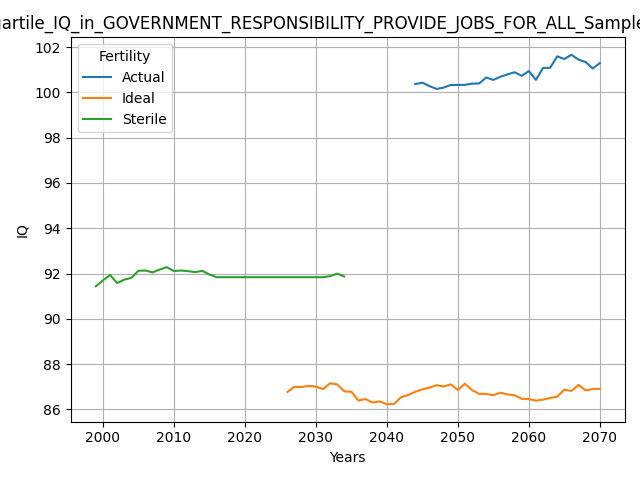 artile_IQ_in_GOVERNMENT_RESPONSIBILITY_PROVIDE_JOBS_FOR_ALL_Sample
Fertility
Actual
Ideal
Sterile
102
100
98
96
94
92
90
88
86
IQ
2000 2010 2020 2030 2040 2050 2060 2070
Years